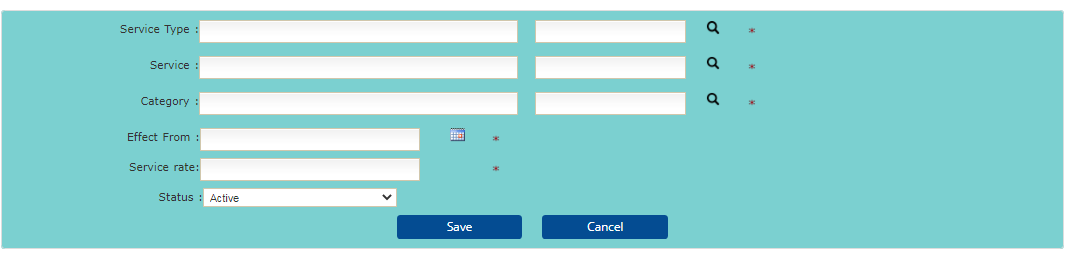 Service Type : *
Service : *
Category : *
Effect From : *
Service rate: *
Status : Active
Save Cancel